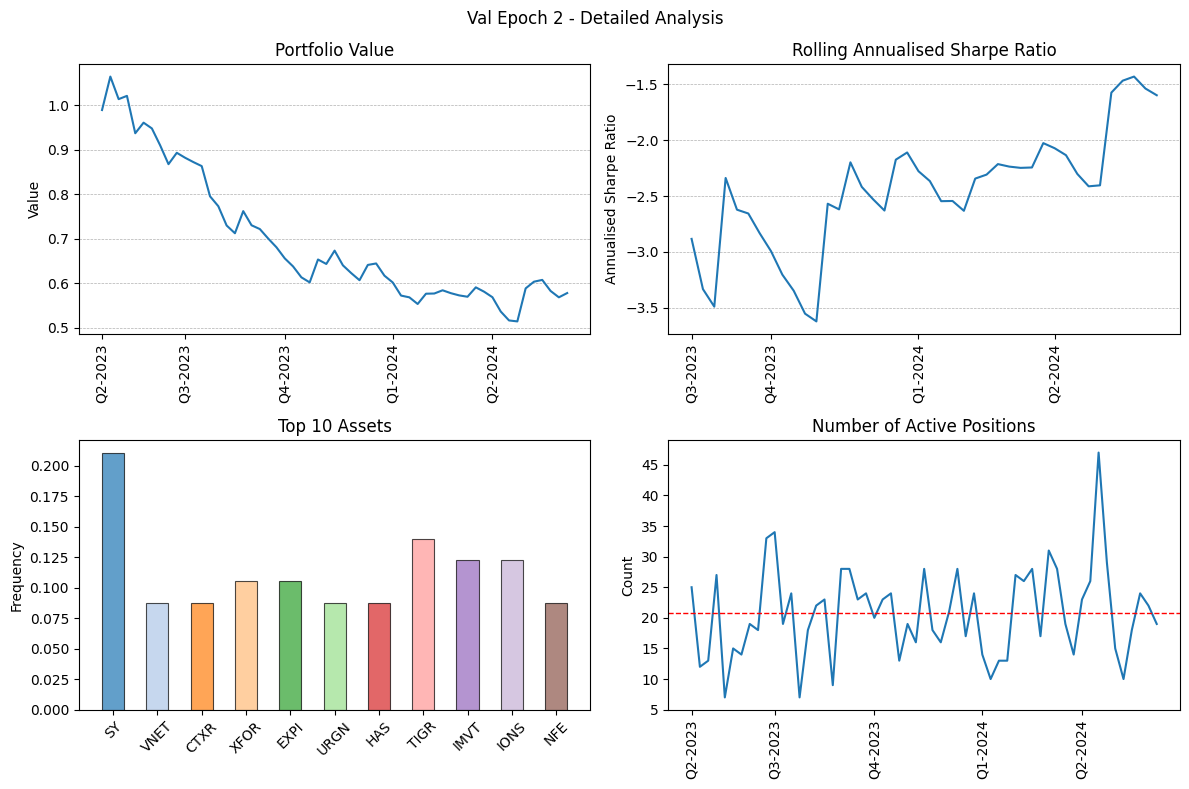 Val Epoch 2 - Detailed Analysis
Portfolio Value
Value
1.0
0.9
0.8
0.7
0.6
0.5
Q2-2023
Q3-2023
Q4-2023
Q1-2024
Q2-2024
Rolling Annualised Sharpe Ratio
Annualised Sharpe Ratio
−1.5
−2.0
−2.5
−3.0
−3.5
Q3-2023
Q4-2023
Q1-2024
Q2-2024
Top 10 Assets
Frequency
0.200
0.175
0.150
0.125
0.100
0.075
0.050
0.025
0.000
SY
VNET
CTXR
XFOR
EXPI
URGN
HAS
TIGR
IMVT
IONS
NFE
Number of Active Positions
Count
45
40
35
30
25
20
15
10
5
Q2-2023
Q3-2023
Q4-2023
Q1-2024
Q2-2024